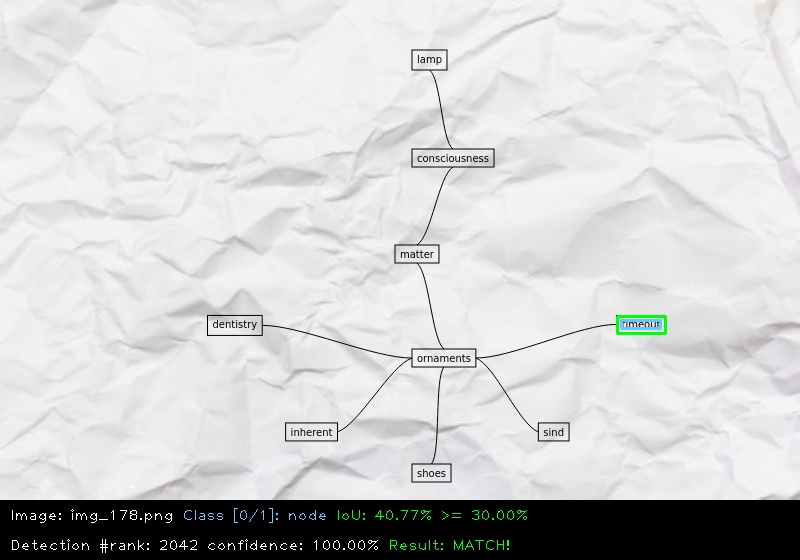 lamp
consciousness
matter
dentistry
timeout
ornaments
inherent
sind
shoes
Image: img_178.png Class [0/1]: node IoU: 40.77% >= 30.00%
Detection #rank: 2042 confidence: 100.00% Result: MATCH!